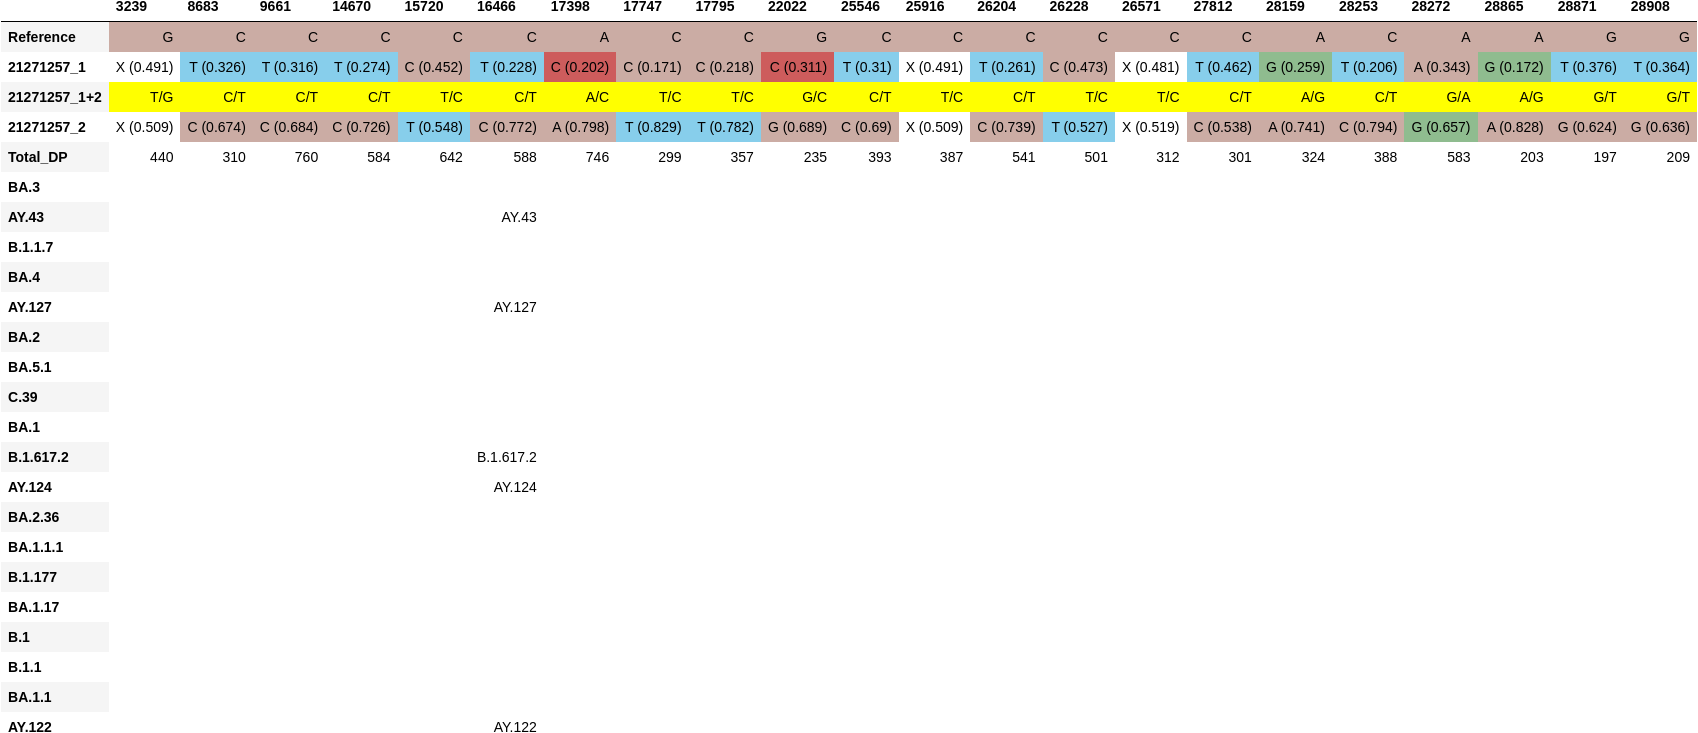 3239 8683 9661 14670 15720 16466 17398 17747 17795 22022 25546 25916 26204 26228 26571 27812 28159 28253 28272 28865 28871 28908
Reference G C C C C C A C C G C C C C C C A C A A G G
21271257_1 X (0.491) T (0.326) T (0.316) T (0.274) C (0.452) T (0.228) C (0.202) C (0.171) C (0.218) C (0.311) T (0.31) X (0.491) T (0.261) C (0.473) X (0.481) T (0.462) G (0.259) T (0.206) A (0.343) G (0.172) T (0.376) T (0.364)
21271257_1+2 T/G C/T C/T C/T T/C C/T A/C T/C T/C G/C C/T T/C C/T T/C T/C C/T A/G C/T G/A A/G G/T G/T
21271257_2 X (0.509) C (0.674) C (0.684) C (0.726) T (0.548) C (0.772) A (0.798) T (0.829) T (0.782) G (0.689) C (0.69) X (0.509) C (0.739) T (0.527) X (0.519) C (0.538) A (0.741) C (0.794) G (0.657) A (0.828) G (0.624) G (0.636)
Total_DP 440 310 760 584 642 588 746 299 357 235 393 387 541 501 312 301 324 388 583 203 197 209
BA.3
AY.43 AY.43
B.1.1.7
BA.4
AY.127 AY.127
BA.2
BA.5.1
C.39
BA.1
B.1.617.2 B.1.617.2
AY.124 AY.124
BA.2.36
BA.1.1.1
B.1.177
BA.1.17
B.1
B.1.1
BA.1.1
AY.122 AY.122